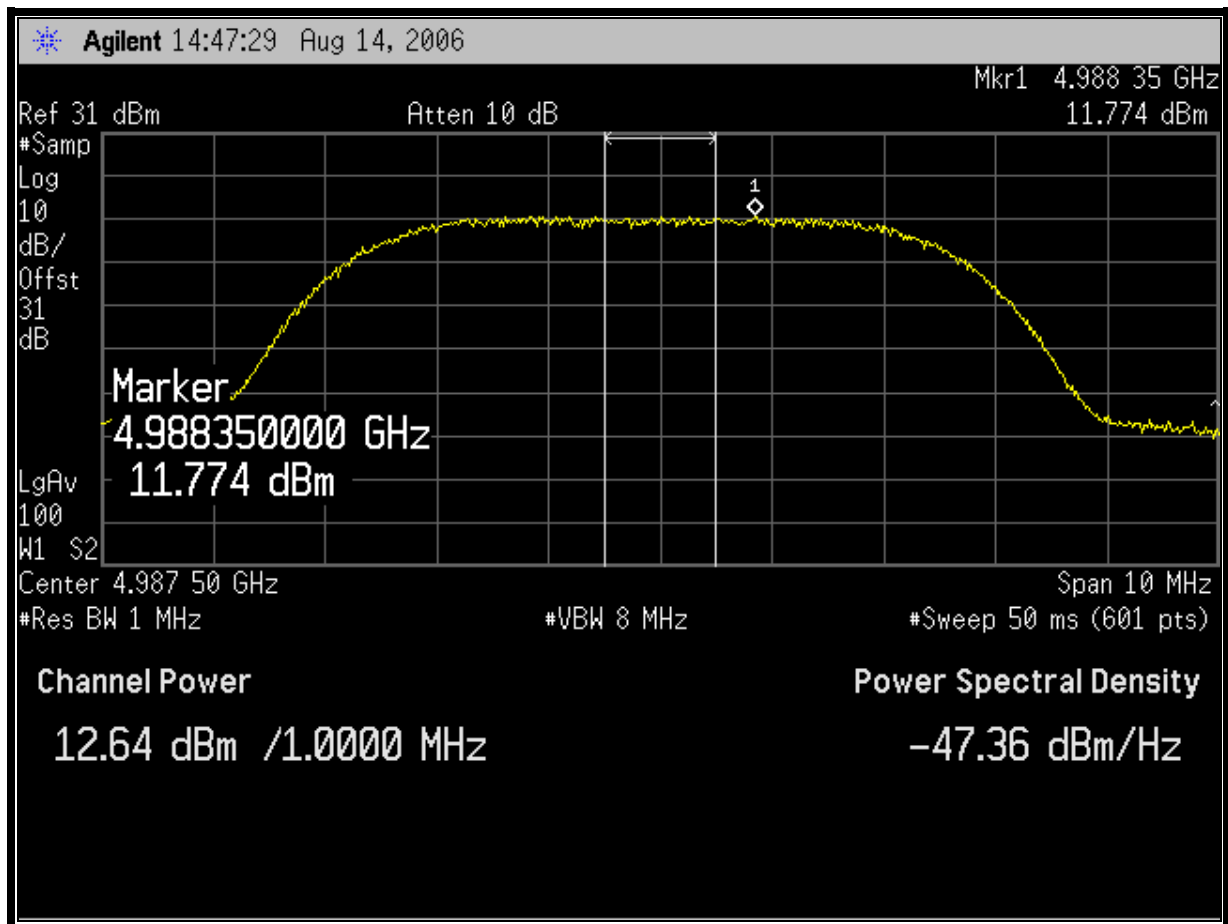 Agilent 14:47:29 Aug 14, 2006
Mkr1 4.988 35 GHz
Ref 31 dBm Atten 10 dB 11.774 dBm
#Samp
Log
10
dB/
Offst
31
dB
1
Marker
4.988350000 GHz
11.774 dBm
LgAv
100
W1 S2
Center 4.987 50 GHz Span 10 MHz
#Res BW 1 MHz #VBW 8 MHz #Sweep 50 ms (601 pts)
Channel Power Power Spectral Density
12.64 dBm /1.0000 MHz -47.36 dBm/Hz